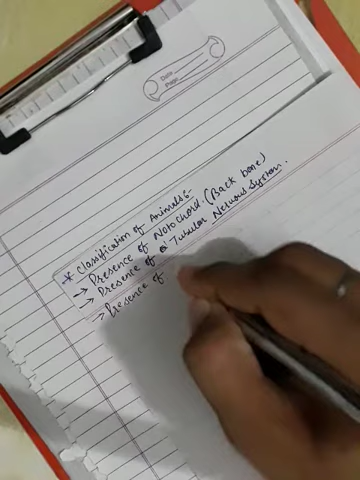 Date
Page
* Classification of Animals:-
→ Presence of Notochord. (Back bone)
→ Presence of a Tubular Nervous System.
→ Presence of